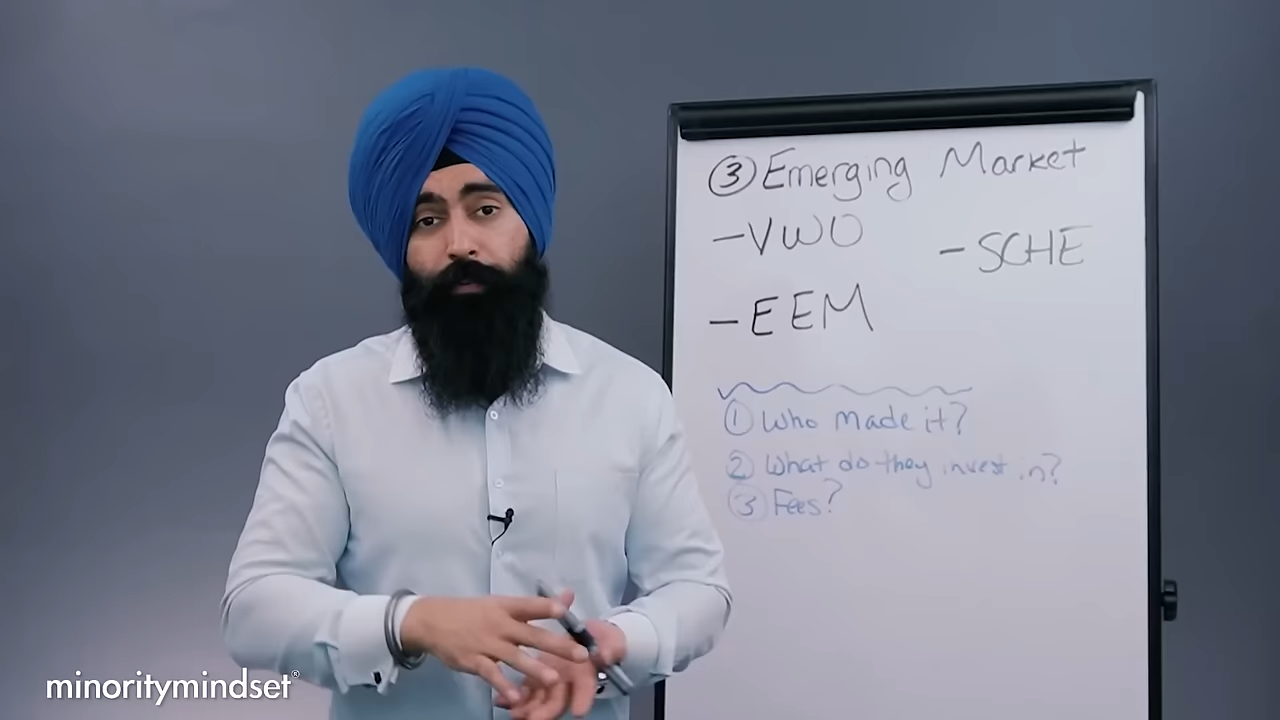 ③ Emerging Market
- VWO
- SCHE
- EEM
① Who made it?
② What do they invest in?
③ Fees?
minoritymindset®